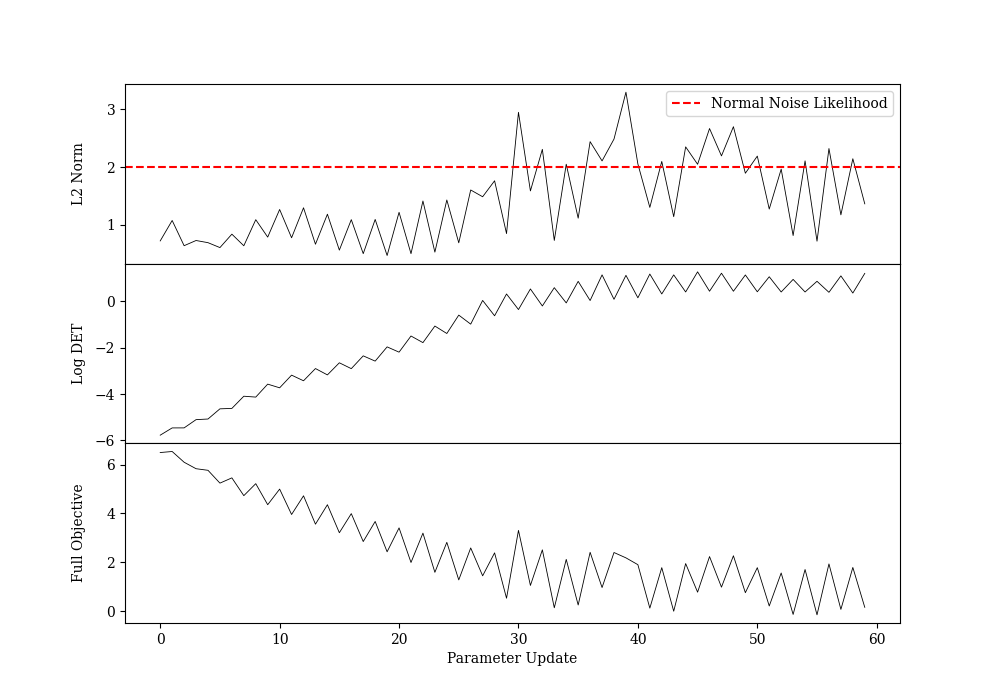 3
2
1
L2 Norm
Normal Noise Likelihood
0
−2
−4
−6
Log DET
6
4
2
0
Full Objective
0 10 20 30 40 50 60
Parameter Update